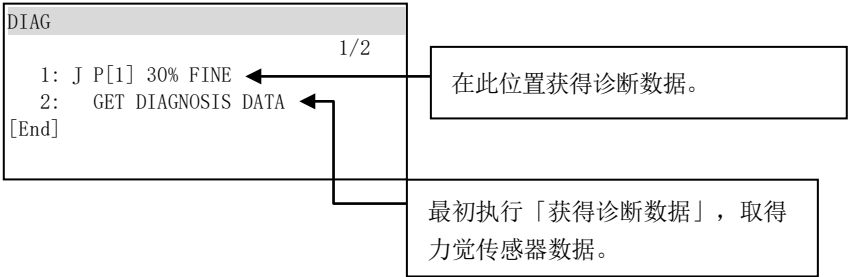 DIAG
1/2
1: J P[1] 30% FINE
2: GET DIAGNOSIS DATA
[End]
在此位置获得诊断数据。
最初执行「获得诊断数据」，取得
力觉传感器数据。